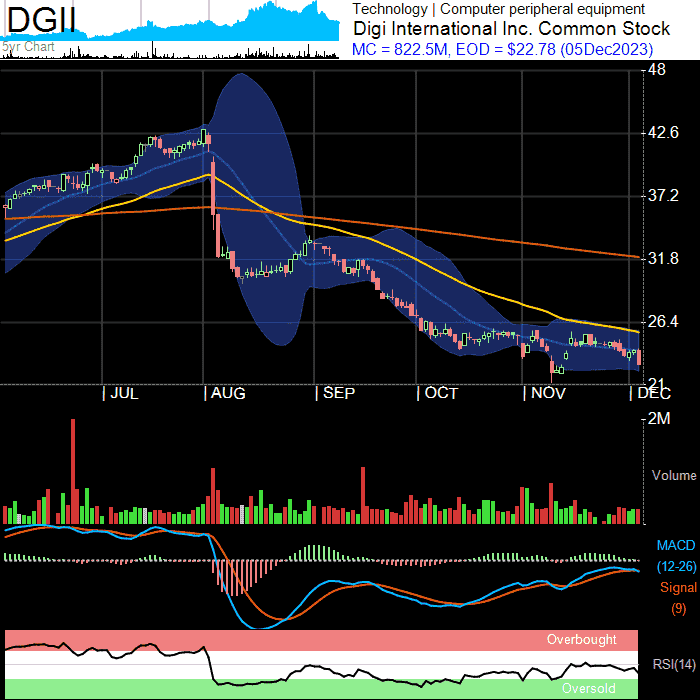 DGII
5yr Chart
Technology | Computer peripheral equipment
Digi International Inc. Common Stock
MC = 822.5M, EOD = $22.78 (05Dec2023)
48
42.6
37.2
31.8
26.4
21
JUL AUG SEP OCT NOV DEC
2M
Volume
MACD
(12-26)
Signal
(9)
Overbought
RSI(14)
Oversold